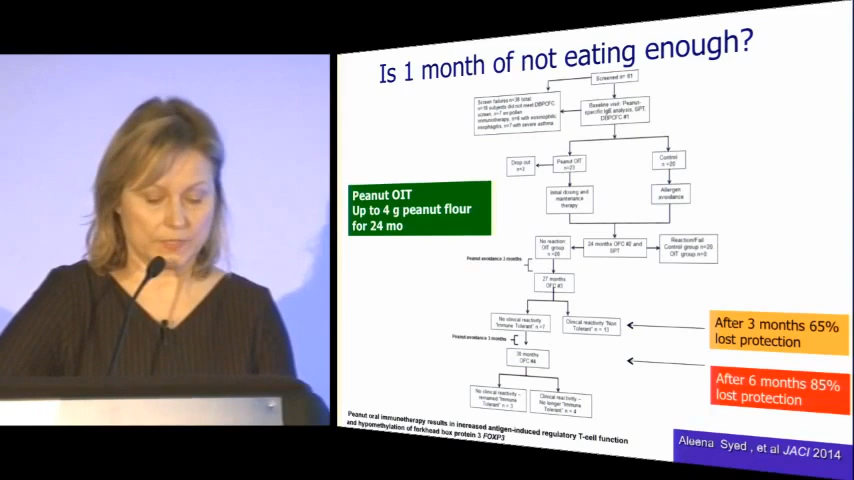 Is 1 month of not eating enough?
Screened n= 61
Screen failures n=38 total:
n=18 subjects did not meet DBPCFC
screen, n=7 on pollen
immunotherapy, n=6 with eosinophilic
esophagitis, n=7 with severe asthma.
Baseline visit: Peanut-
specific IgE analysis, SPT,
DBPCFC #1
Drop out
n=3
Peanut OIT
n=23
Control
n =20
Peanut OIT
Up to 4 g peanut flour
for 24 mo
Initial dosing and
maintenance
therapy
Allergen
avoidance
No reaction
OIT group
n =20
24 months OFC #2 and
SPT
Reaction/Fail
Control group n=20
OIT group n=0
Peanut avoidance 3 months
27 months
OFC #3
No clinical reactivity
"Immune Tolerant" n =7
Clinical reactivity "Non
Tolerant" n = 13
After 3 months 65%
lost protection
Peanut avoidance 3 months
30 months
OFC #4
After 6 months 85%
lost protection
No clinical reactivity –
remained "Immune
Tolerant" n = 3
Clinical reactivity –
No longer "Immune
Tolerant" n = 4
Peanut oral immunotherapy results in increased antigen-induced regulatory T-cell function
and hypomethylation of forkhead box protein 3 FOXP3
Aleena Syed , et al JACI 2014